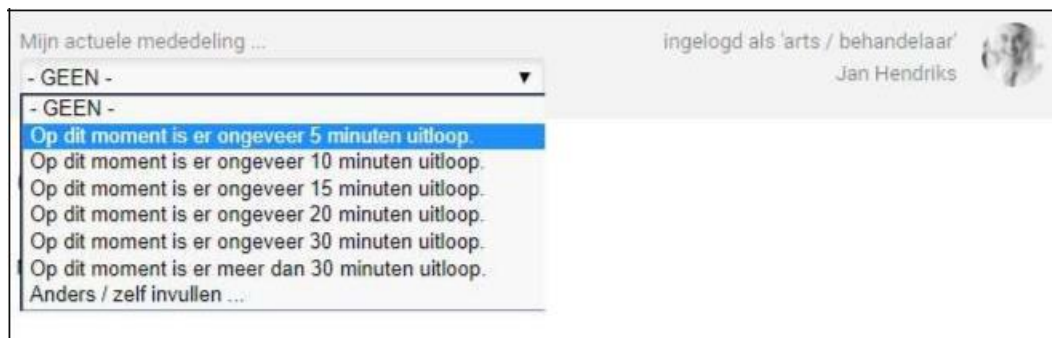 Mijn actuele mededeling ...
ingelogd als 'arts / behandelaar'
Jan Hendriks
- GEEN -
- GEEN -
Op dit moment is er ongeveer 5 minuten uitloop.
Op dit moment is er ongeveer 10 minuten uitloop.
Op dit moment is er ongeveer 15 minuten uitloop.
Op dit moment is er ongeveer 20 minuten uitloop.
Op dit moment is er ongeveer 30 minuten uitloop.
Op dit moment is er meer dan 30 minuten uitloop.
Anders / zelf invullen ...